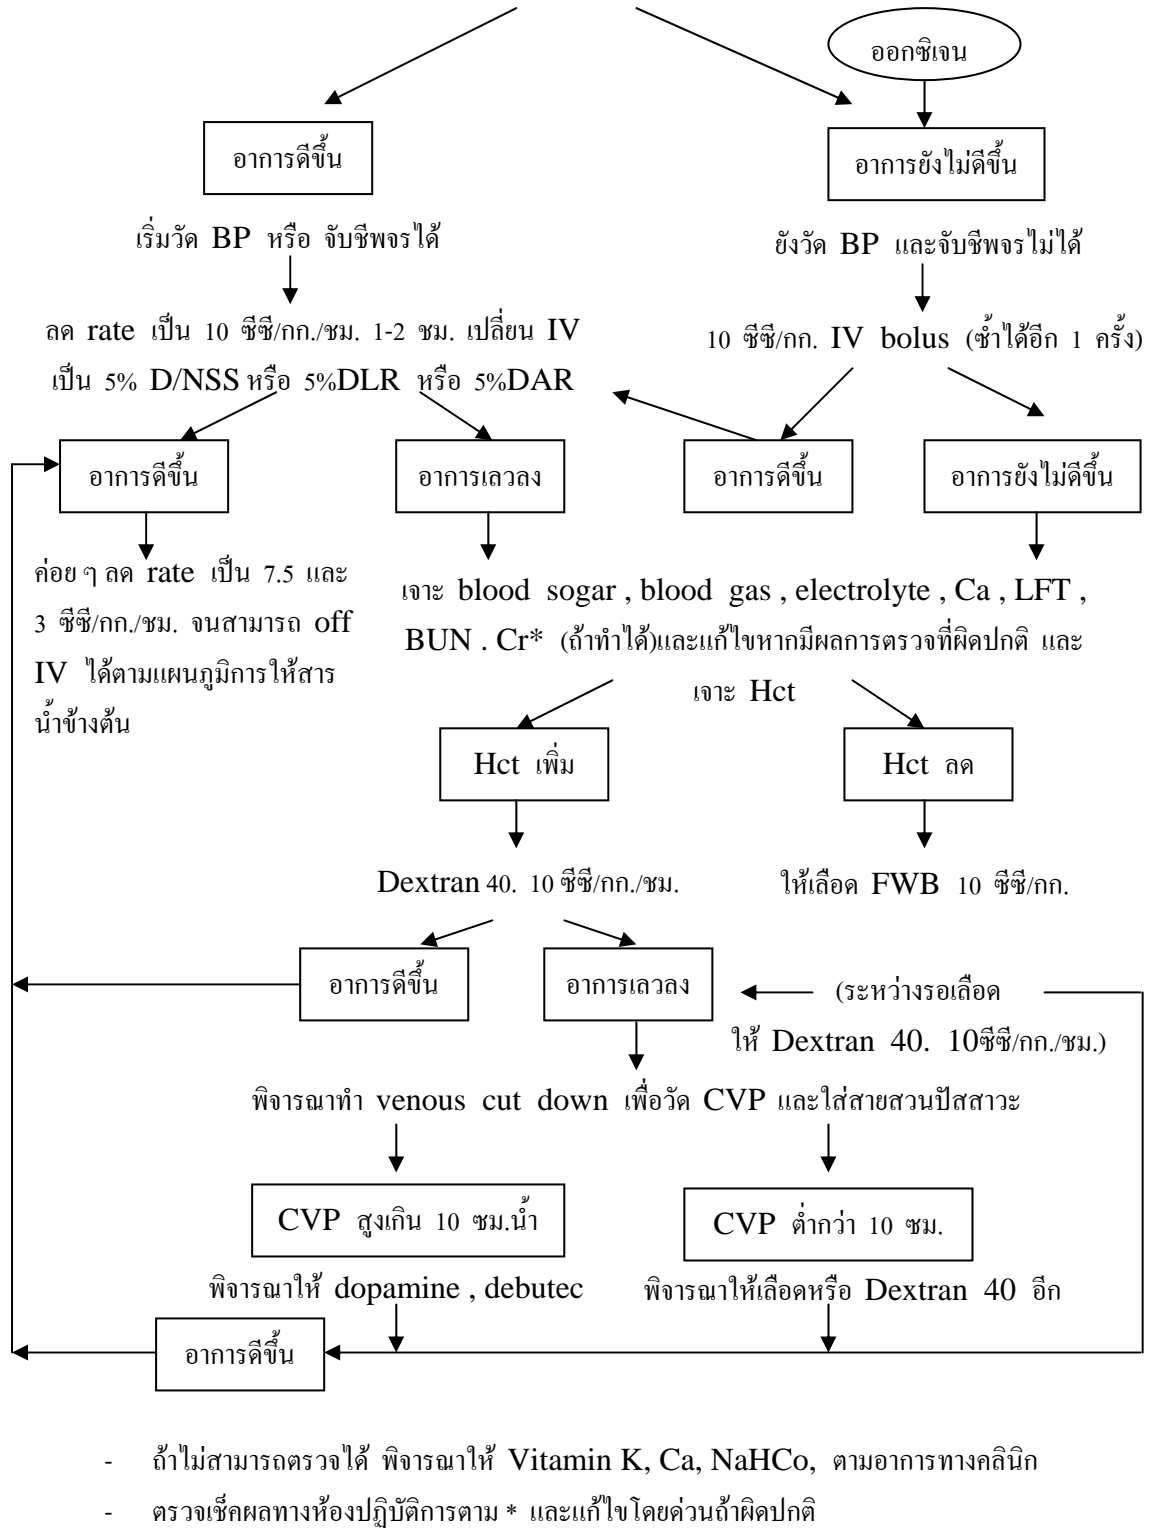 ออกซิเจน
อาการดีขึ้น
อาการยังไม่ดีขึ้น
เริ่มวัด BP หรือ จับชีพจรได้
ยังวัด BP และจับชีพจรไม่ได้
ลด rate เป็น 10 ซีซี/กก./ชม. 1-2 ชม. เปลี่ยน IV
เป็น 5% D/NSS หรือ 5%DLR หรือ 5%DAR
10 ซีซี/กก. IV bolus (ซ้ำได้อีก 1 ครั้ง)
อาการดีขึ้น
อาการเลวลง
อาการดีขึ้น
อาการยังไม่ดีขึ้น
ค่อย ๆ ลด rate เป็น 7.5 และ
3 ซีซี/กก./ชม. จนสามารถ off
IV ได้ตามแผนภูมิการให้สาร
น้ำข้างต้น
เจาะ blood sogar , blood gas , electrolyte , Ca , LFT ,
BUN . Cr* (ถ้าทำได้)และแก้ไขหากมีผลการตรวจที่ผิดปกติ และ
เจาะ Hct
Hct เพิ่ม
Hct ลด
Dextran 40. 10 ซีซี/กก./ชม.
ให้เลือด FWB 10 ซีซี/กก.
อาการดีขึ้น
อาการเลวลง
(ระหว่างรอเลือด
ให้ Dextran 40. 10ซีซี/กก./ชม.)
พิจารณาทำ venous cut down เพื่อวัด CVP และใส่สายสวนปัสสาวะ
CVP สูงเกิน 10 ซม.น้ำ
CVP ต่ำกว่า 10 ซม.
พิจารณาให้ dopamine , debutec
พิจารณาให้เลือดหรือ Dextran 40 อีก
อาการดีขึ้น
- ถ้าไม่สามารถตรวจได้ พิจารณาให้ Vitamin K, Ca, NaHCo, ตามอาการทางคลินิก
- ตรวจเช็คผลทางห้องปฏิบัติการตาม * และแก้ไขโดยด่วนถ้าผิดปกติ